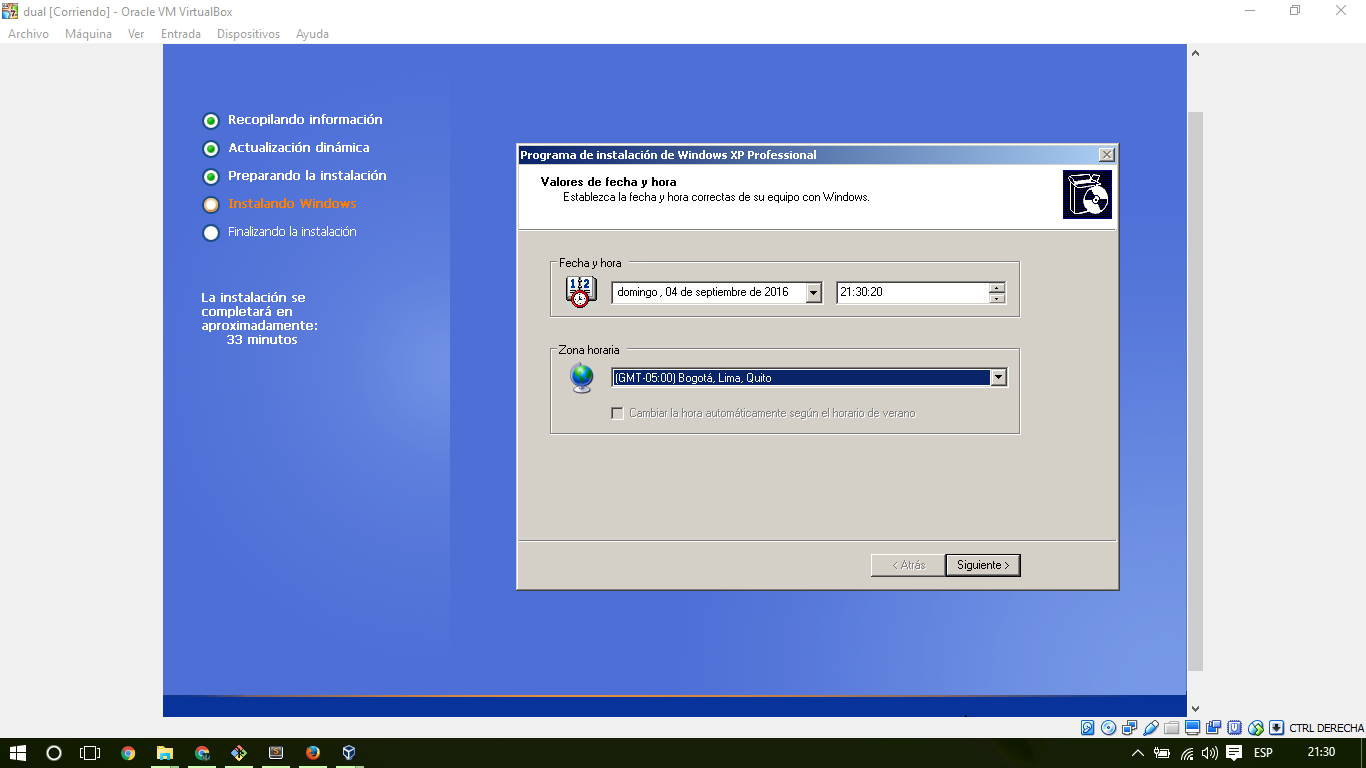 dual [Corriendo] - Oracle VM VirtualBox
Archivo Máquina Ver Entrada Dispositivos Ayuda
Recopilando información
Actualización dinámica
Preparando la instalación
Instalando Windows
Finalizando la instalación
La instalación se
completará en
aproximadamente:
33 minutos
Programa de instalación de Windows XP Professional
Valores de fecha y hora
Establezca la fecha y hora correctas de su equipo con Windows.
Fecha y hora
domingo , 04 de septiembre de 2016 21:30:20
Zona horaria
(GMT-05:00) Bogotá, Lima, Quito
Cambiar la hora automáticamente según el horario de verano
< Atrás Siguiente >
CTRL DERECHA
ESP 21:30